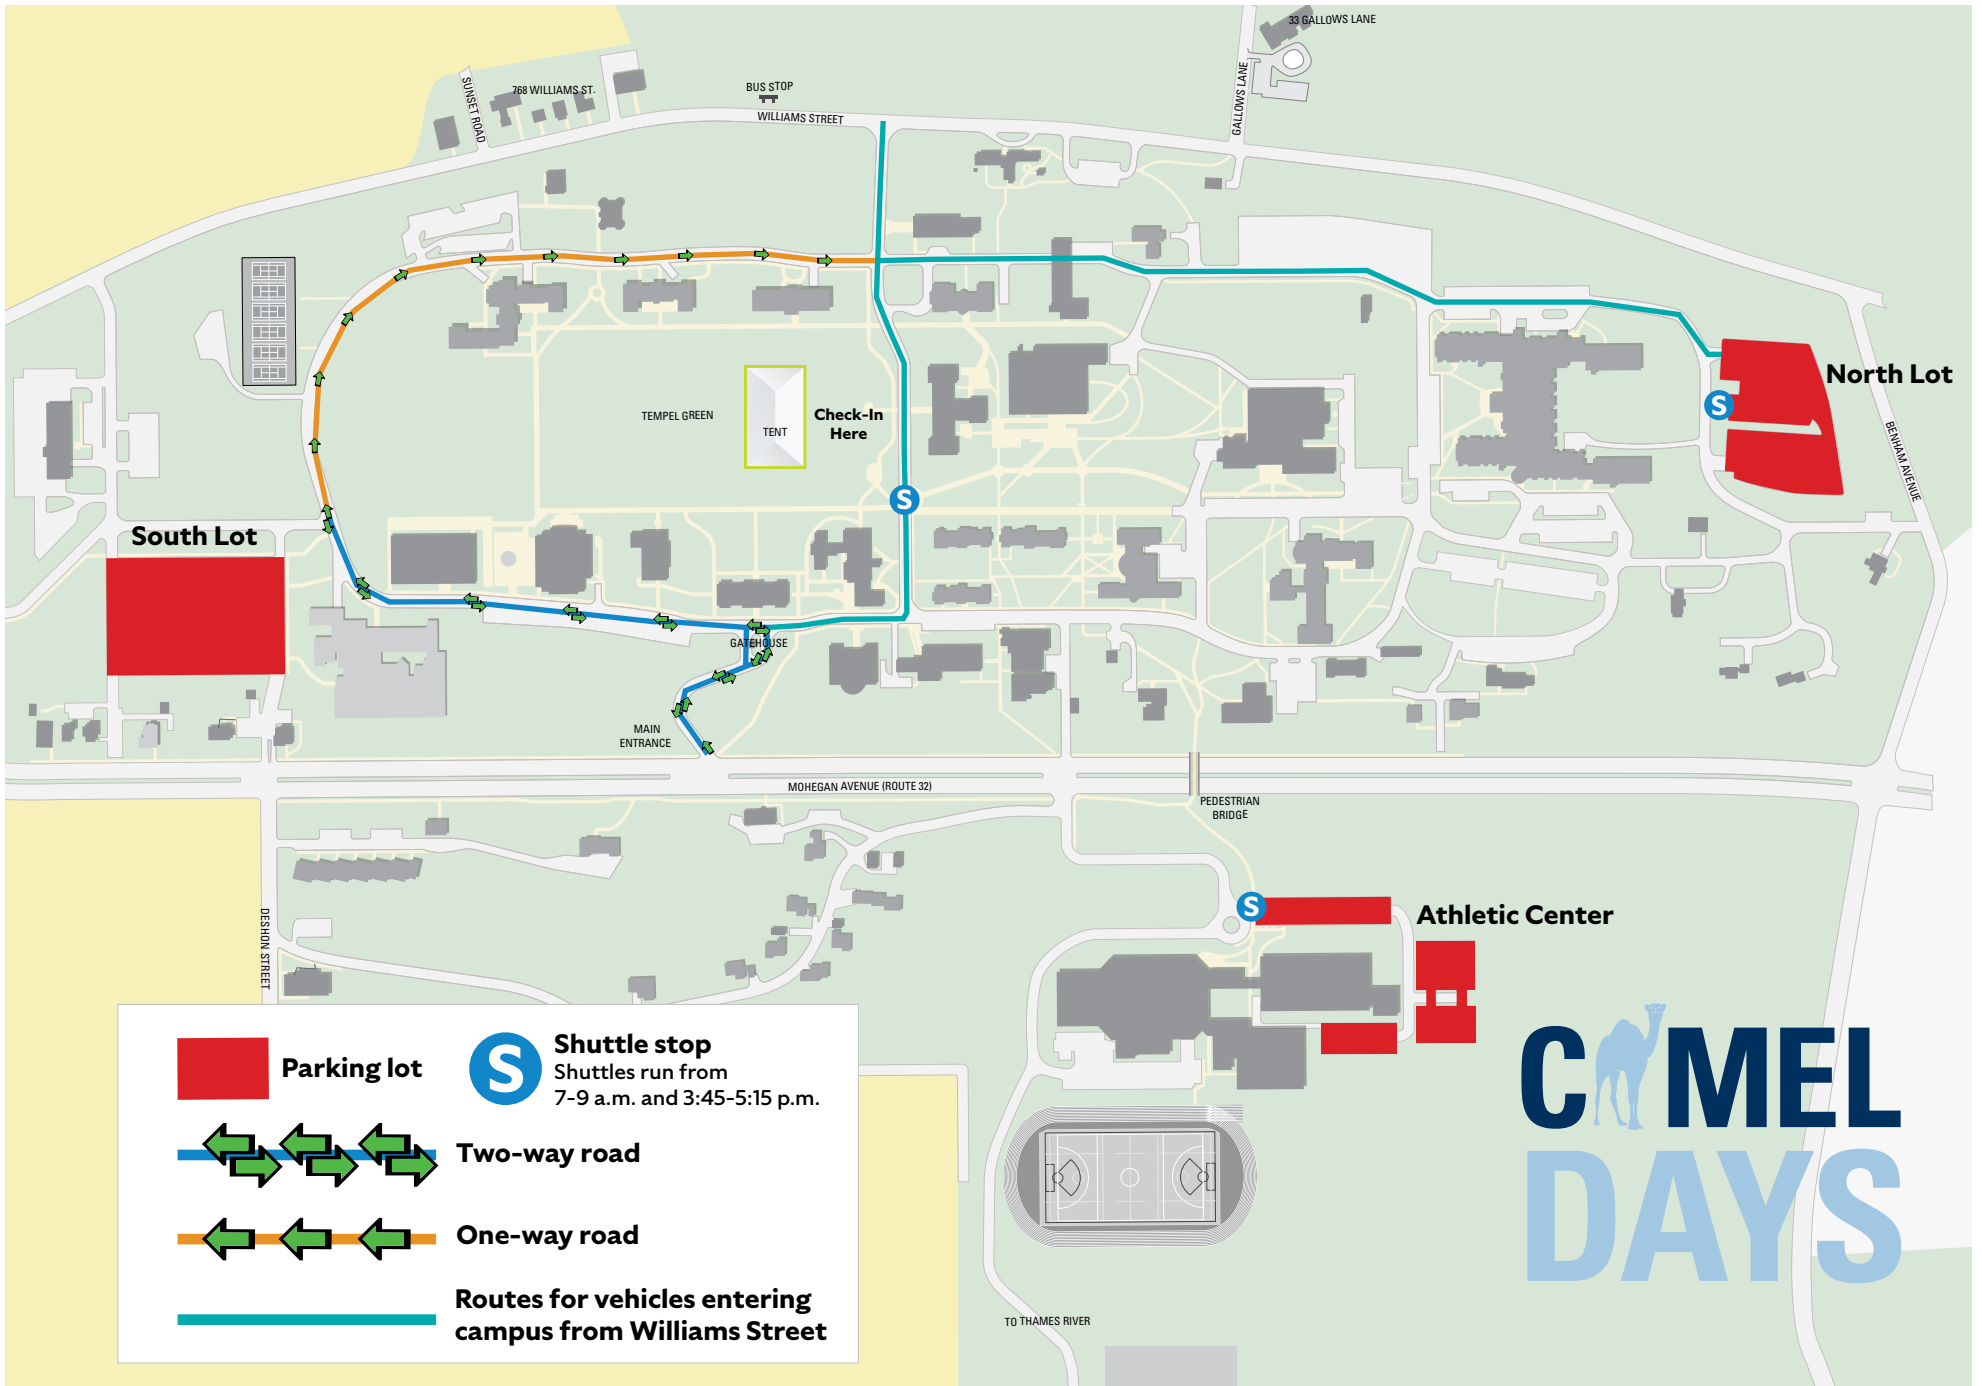 33 GALLOWS LANE
SUNSET ROAD
768 WILLIAMS ST.
BUS STOP
WILLIAMS STREET
GALLOWS LANE
TEMPEL GREEN
TENT
Check-In
Here
North Lot
S
BENHAM AVENUE
S
South Lot
GATEHOUSE
MAIN
ENTRANCE
MOHEGAN AVENUE (ROUTE 32)
PEDESTRIAN
BRIDGE
DESHON STREET
S
Athletic Center
Parking lot
S
Shuttle stop
Shuttles run from
7-9 a.m. and 3:45-5:15 p.m.
Two-way road
One-way road
Routes for vehicles entering
campus from Williams Street
C MEL
DAYS
TO THAMES RIVER